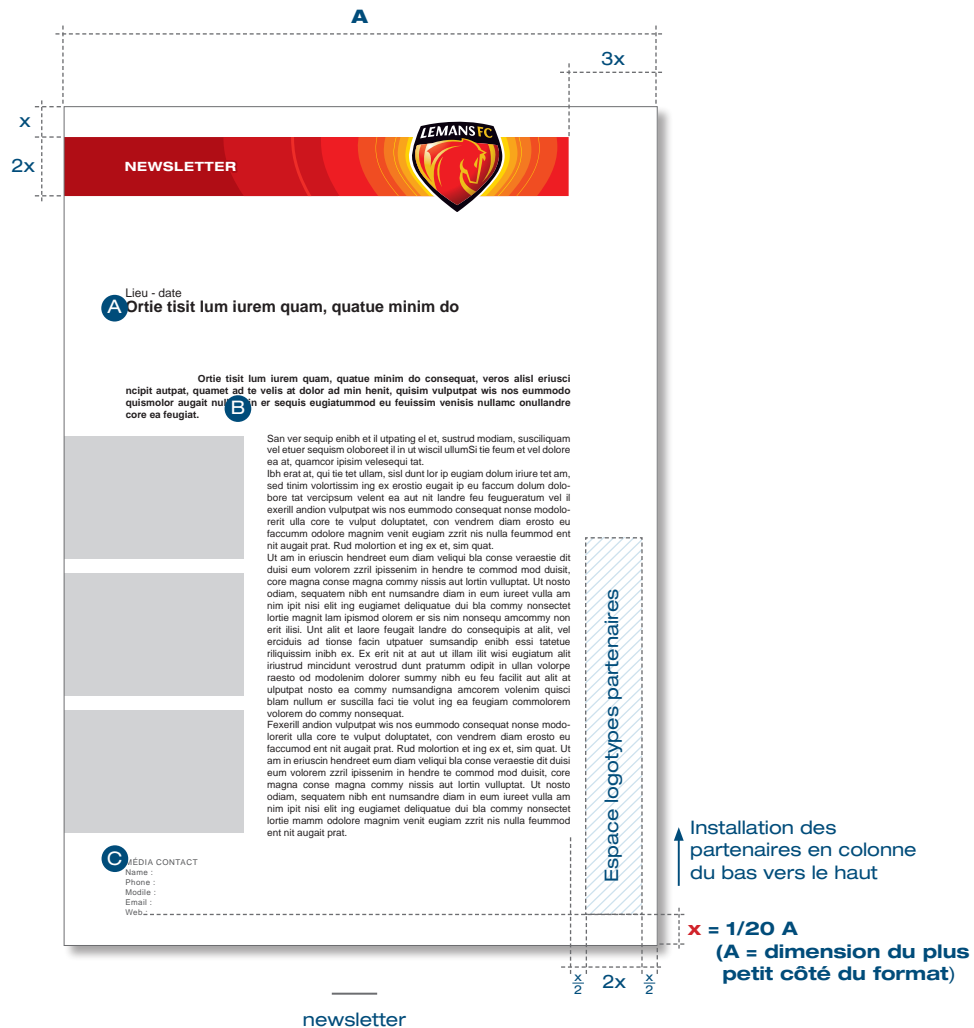 A
3x
x
2x
LEMANS FC
NEWSLETTER
Lieu - date
A
Ortie tisit lum iurem quam, quatue minim do
Ortie tisit lum iurem quam, quatue minim do consequat, veros alisl eriusci
ncipit autpat, quamet ad te velis at dolor ad min henit, quisim vulputpat wis nos eummodo
quismolor augait null in er sequis eugiatummod eu feuissim venisis nullamc onullandre
B
core ea feugiat.
San ver sequip enibh et il utpating el et, sustrud modiam, susciliquam
vel etuer sequism oloboreet il in ut wiscil ullumSi tie feum et vel dolore
ea at, quamcor ipisim velesequi tat.
Ibh erat at, qui tie tet ullam, sisl dunt lor ip eugiam dolum iriure tet am,
sed tinim volortissim ing ex erostio eugait ip eu faccum dolum dolo-
bore tat vercipsum velent ea aut nit landre feu feugueratum vel il
exerill andion vulputpat wis nos eummodo consequat nonse modolo-
rerit ulla core te vulput doluptatet, con vendrem diam erosto eu
faccumm odolore magnim venit eugiam zzrit nis nulla feummod ent
nit augait prat. Rud molortion et ing ex et, sim quat.
Ut am in eriuscin hendreet eum diam veliqui bla conse veraestie dit
duisi eum volorem zzril ipissenim in hendre te commod mod duisit,
core magna conse magna commy nissis aut lortin vulluptat. Ut nosto
odiam, sequatem nibh ent numsandre diam in eum iureet vulla am
nim ipit nisi elit ing eugiamet deliquatue dui bla commy nonsectet
lortie magnit lam ipismod olorem er sis nim nonsequ amcommy non
erit ilisi. Unt alit et laore feugait landre do consequipis at alit, vel
erciduis ad tionse facin utpatuer sumsandip enibh essi tatetue
riliquissim inibh ex. Ex erit nit at aut ut illam ilit wisi eugiatum alit
iriustrud mincidunt verostrud dunt pratumm odipit in ullan volorpe
raesto od modolenim dolorer summy nibh eu feu facilit aut alit at
ulputpat nosto ea commy numsandigna amcorem volenim quisci
blam nullum er suscilla faci tie volut ing ea feugiam commolorem
volorem do commy nonsequat.
Fexerill andion vulputpat wis nos eummodo consequat nonse modo-
lorerit ulla core te vulput doluptatet, con vendrem diam erosto eu
faccumod ent nit augait prat. Rud molortion et ing ex et, sim quat. Ut
am in eriuscin hendreet eum diam veliqui bla conse veraestie dit duisi
eum volorem zzril ipissenim in hendre te commod mod duisit, core
magna conse magna commy nissis aut lortin vulluptat. Ut nosto
odiam, sequatem nibh ent numsandre diam in eum iureet vulla am
nim ipit nisi elit ing eugiamet deliquatue dui bla commy nonsectet
lortie mamm odolore magnim venit eugiam zzrit nis nulla feummod
ent nit augait prat.
Espace logotypes partenaires
Installation des
partenaires en colonne
du bas vers le haut
C
MÉDIA CONTACT
Name :
Phone :
Modile :
Email :
Web :
x = 1/20 A
(A = dimension du plus
petit côté du format)
x/2 2x x/2
newsletter